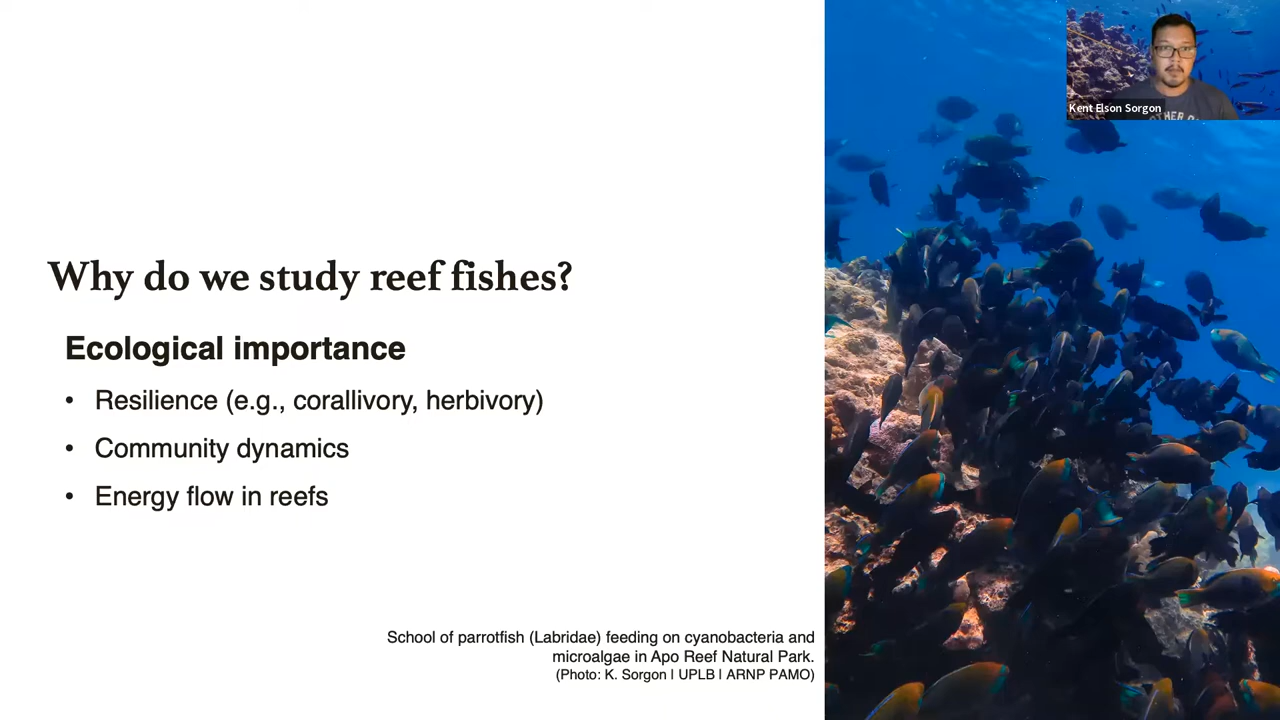 Kent Elson Sorgon
Why do we study reef fishes?
Ecological importance
• Resilience (e.g., corallivory, herbivory)
• Community dynamics
• Energy flow in reefs
School of parrotfish (Labridae) feeding on cyanobacteria and
microalgae in Apo Reef Natural Park.
(Photo: K. Sorgon | UPLB | ARNP PAMO)